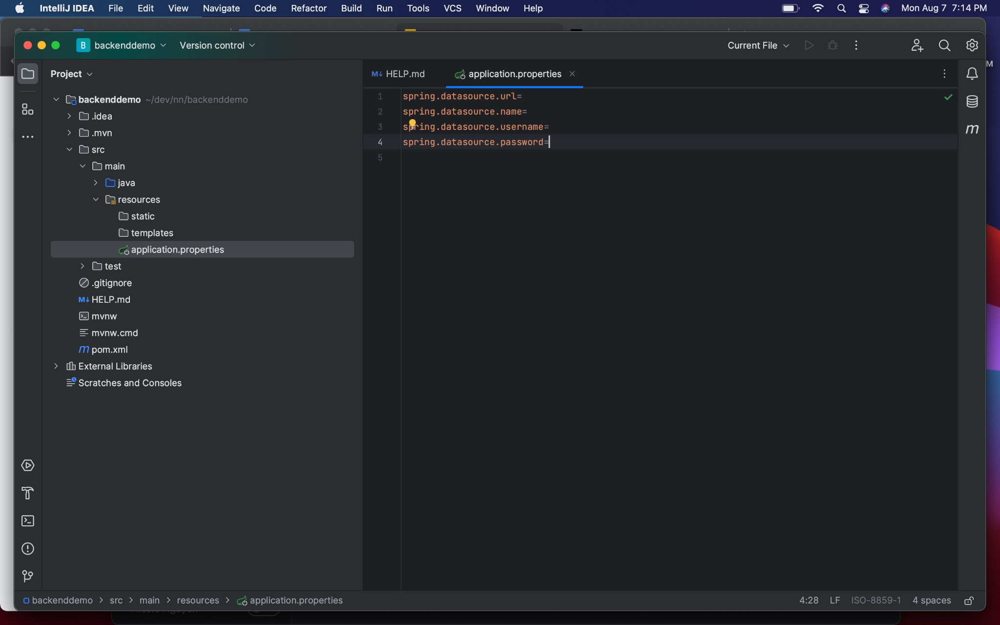 IntelliJ IDEA File Edit View Navigate Code Refactor Build Run Tools VCS Window Help Mon Aug 7 7:14 PM
B backenddemo Version control Current File
M
Project
M↓ HELP.md application.properties
backenddemo ~/dev/nn/backenddemo
.idea
.mvn
src
main
java
resources
static
templates
application.properties
test
.gitignore
M↓ HELP.md
mvnw
mvnw.cmd
m pom.xml
External Libraries
Scratches and Consoles
1 spring.datasource.url=
2 spring.datasource.name=
3 spring.datasource.username=
4 spring.datasource.password=
5
m
backenddemo > src > main > resources > application.properties 4:28 LF ISO-8859-1 4 spaces